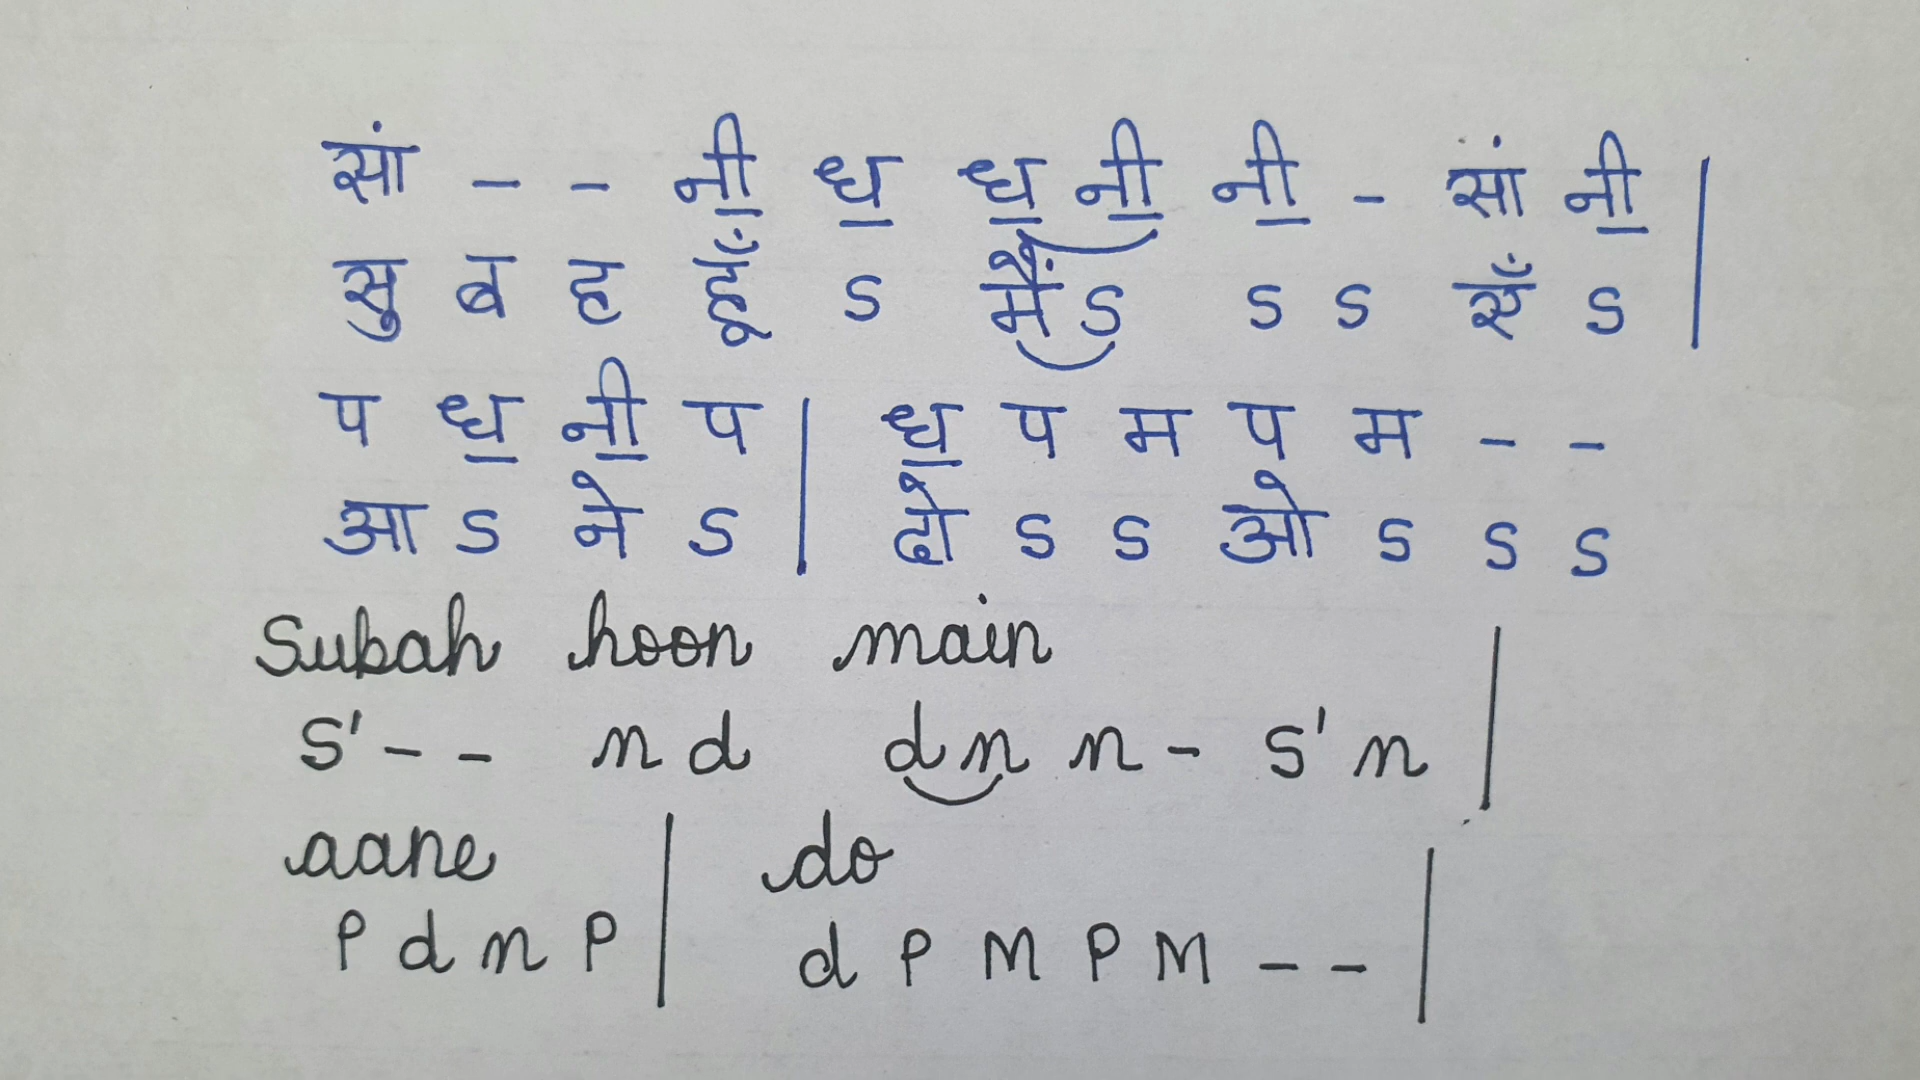 सां - - नी॒ ध॒ ध॒ नी॒ नी॒ - सां नी॒ |
सु ब ह हूँ ऽ मैं ऽ ऽ ऽ ऍँ ऽ |
प ध॒ नी॒ प | ध॒ प म प म - -
आ ऽ ने ऽ | दो ऽ ऽ ओ ऽ ऽ ऽ
Subah hoon main |
S' - - n d d n n - S' n |
aane | do |
P d n P | d P M P M - - |